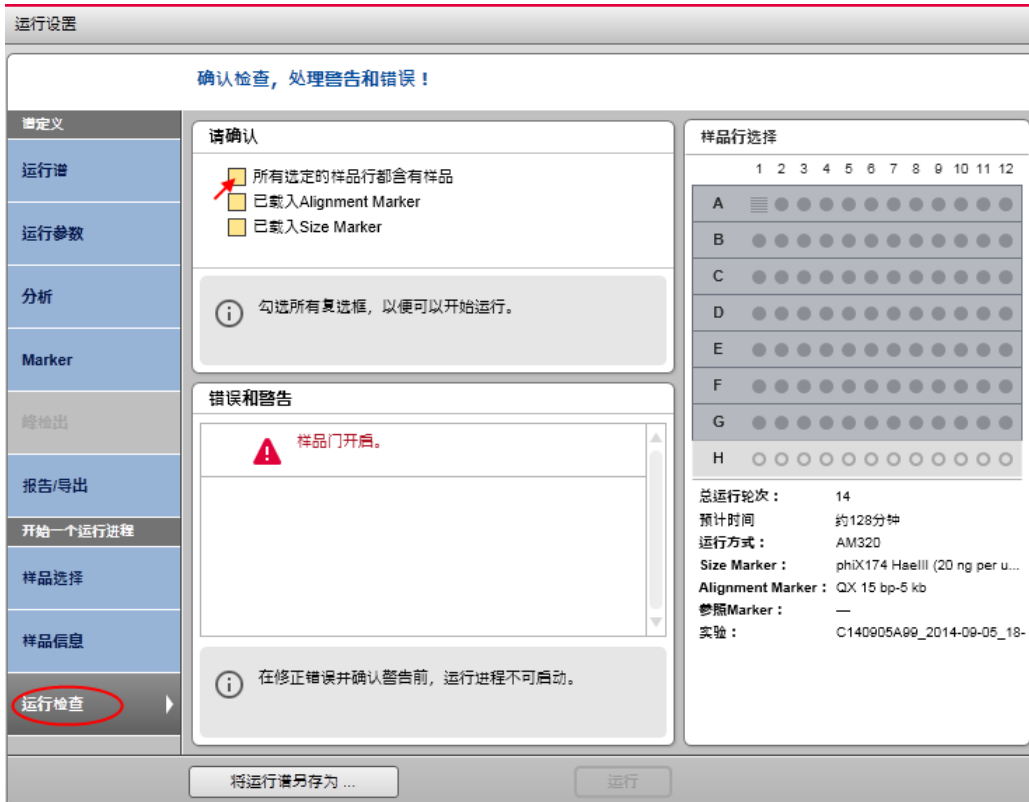 运行设置
确认检查，处理警告和错误！
谱定义
运行谱
运行参数
分析
Marker
峰检出
报告/导出
开始一个运行进程
样品选择
样品信息
运行检查
请确认
所有选定的样品行都含有样品
已载入Alignment Marker
已载入Size Marker
勾选所有复选框，以便可以开始运行。
错误和警告
样品门开启。
在修正错误并确认警告前，运行进程不可启动。
样品行选择
1 2 3 4 5 6 7 8 9 10 11 12
A
B
C
D
E
F
G
H
总运行轮次： 14
预计时间 约128分钟
运行方式： AM320
Size Marker： phiX174 HaeIII (20 ng per u...
Alignment Marker： QX 15 bp-5 kb
参照Marker： —
实验： C140905A99_2014-09-05_18-
将运行谱另存为 ...
运行